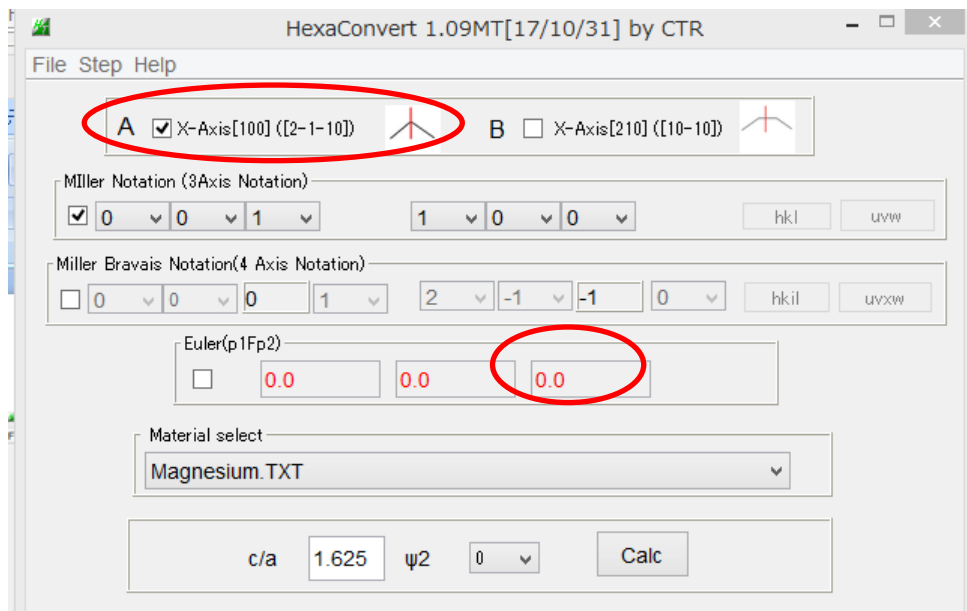 HexaConvert 1.09MT[17/10/31] by CTR
File Step Help
A X-Axis[100] ([2-1-10]) B X-Axis[210] ([10-10])
MIller Notation (3Axis Notation)
0 0 1 1 0 0 hkl uvw
Miller Bravais Notation(4 Axis Notation)
0 0 0 1 2 -1 -1 0 hkil uvxw
Euler(p1Fp2)
0.0 0.0 0.0
Material select
Magnesium.TXT
c/a 1.625 ψ2 0 Calc